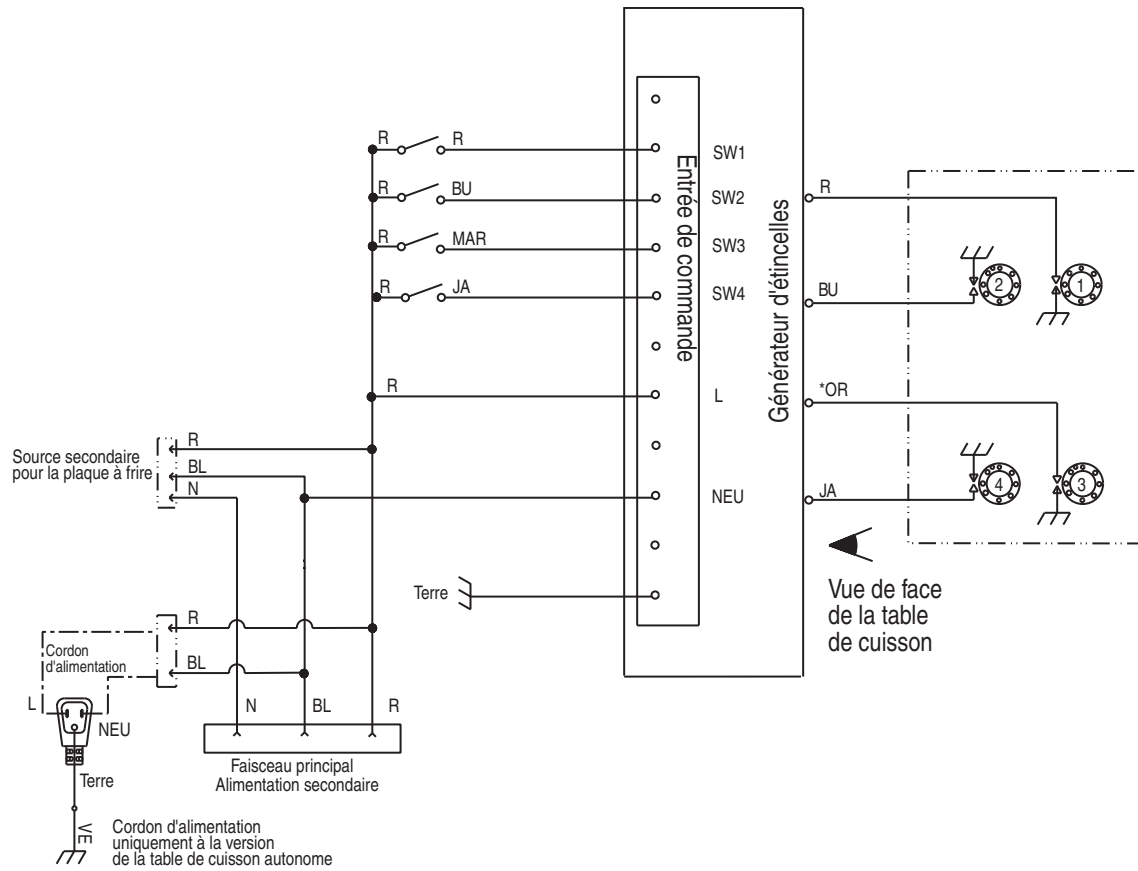 R R
SW1
R BU
SW2
R
R MAR
SW3
R JA
SW4
BU
Entrée de commande
Générateur d'étincelles
2
1
R
L
*OR
R
Source secondaire
pour la plaque à frire
BL
N
NEU
JA
4
3
Terre
Vue de face
de la table
de cuisson
R
Cordon
d'alimentation
BL
L
NEU
N BL R
Faisceau principal
Alimentation secondaire
Terre
VE
Cordon d'alimentation
uniquement à la version
de la table de cuisson autonome